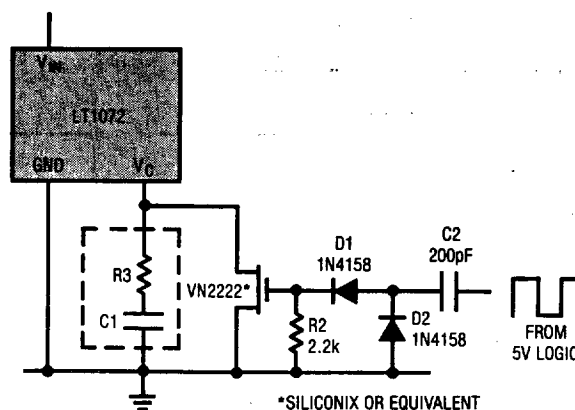 VIN
LT1072
GND
VC
R3
C1
VN2222*
D1
1N4158
R2
2.2k
D2
1N4158
C2
200pF
FROM
5V LOGIC
*SILICONIX OR EQUIVALENT